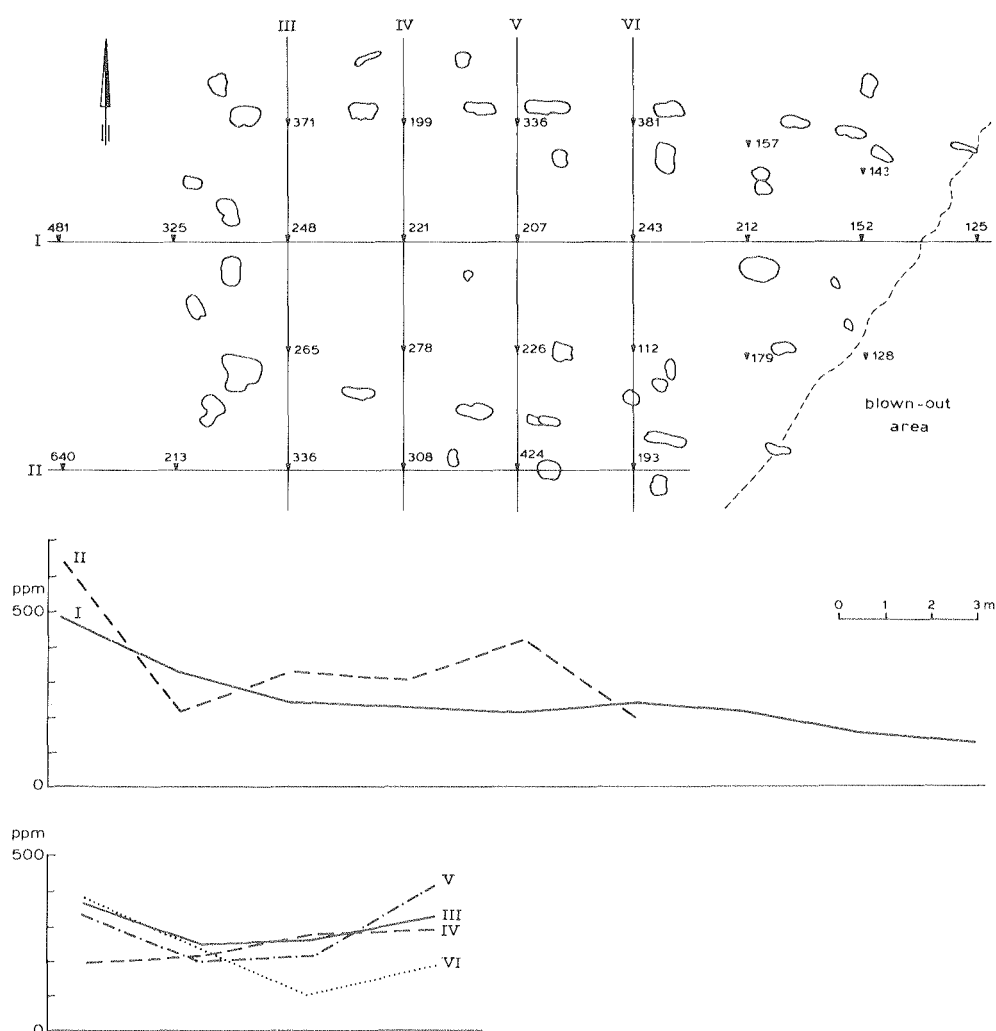 III IV V VI
371 199 336 381
157
143
481 325 248 221 207 243 212 152 125
I
265 278 226 112
179 128
blown-out
area
640 213 336 308 424 193
II
II
ppm
500
I
0 1 2 3 m
0
ppm
500
V
III
IV
VI
0